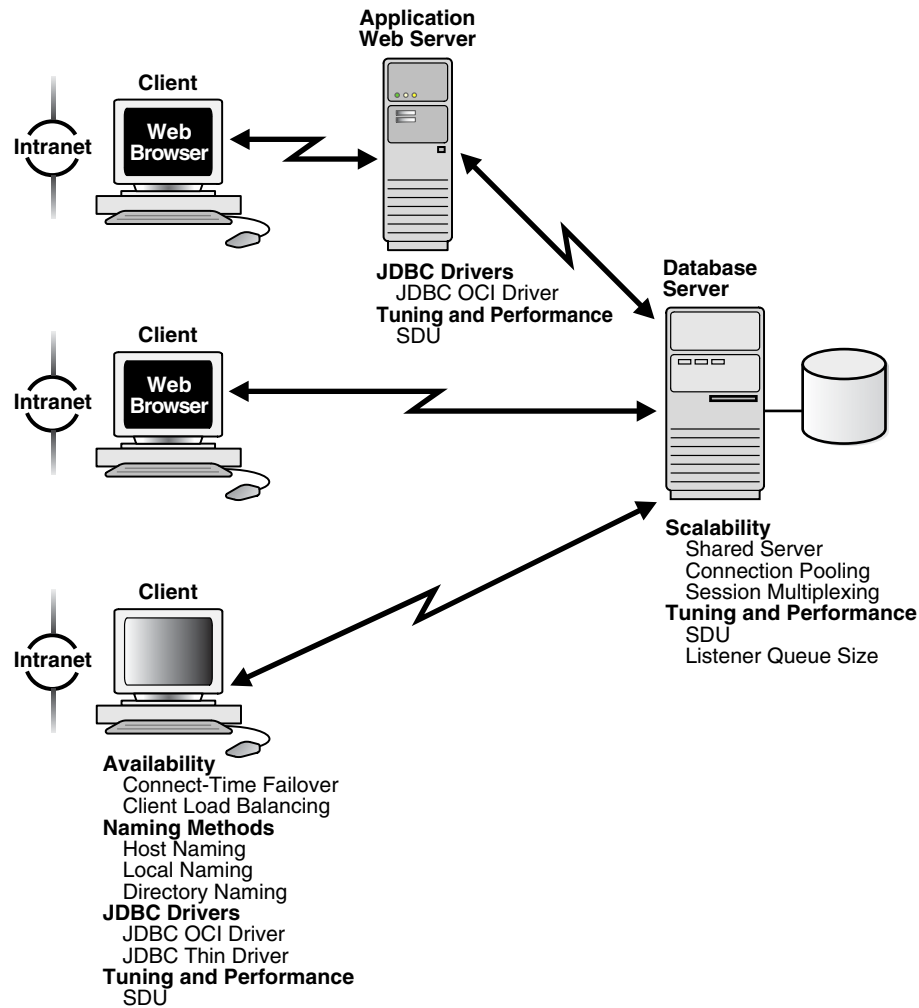 Application
Web Server
Client
Intranet
Web
Browser
JDBC Drivers
JDBC OCI Driver
Tuning and Performance
SDU
Database
Server
Client
Intranet
Web
Browser
Scalability
Shared Server
Connection Pooling
Session Multiplexing
Tuning and Performance
SDU
Listener Queue Size
Client
Intranet
Availability
Connect-Time Failover
Client Load Balancing
Naming Methods
Host Naming
Local Naming
Directory Naming
JDBC Drivers
JDBC OCI Driver
JDBC Thin Driver
Tuning and Performance
SDU